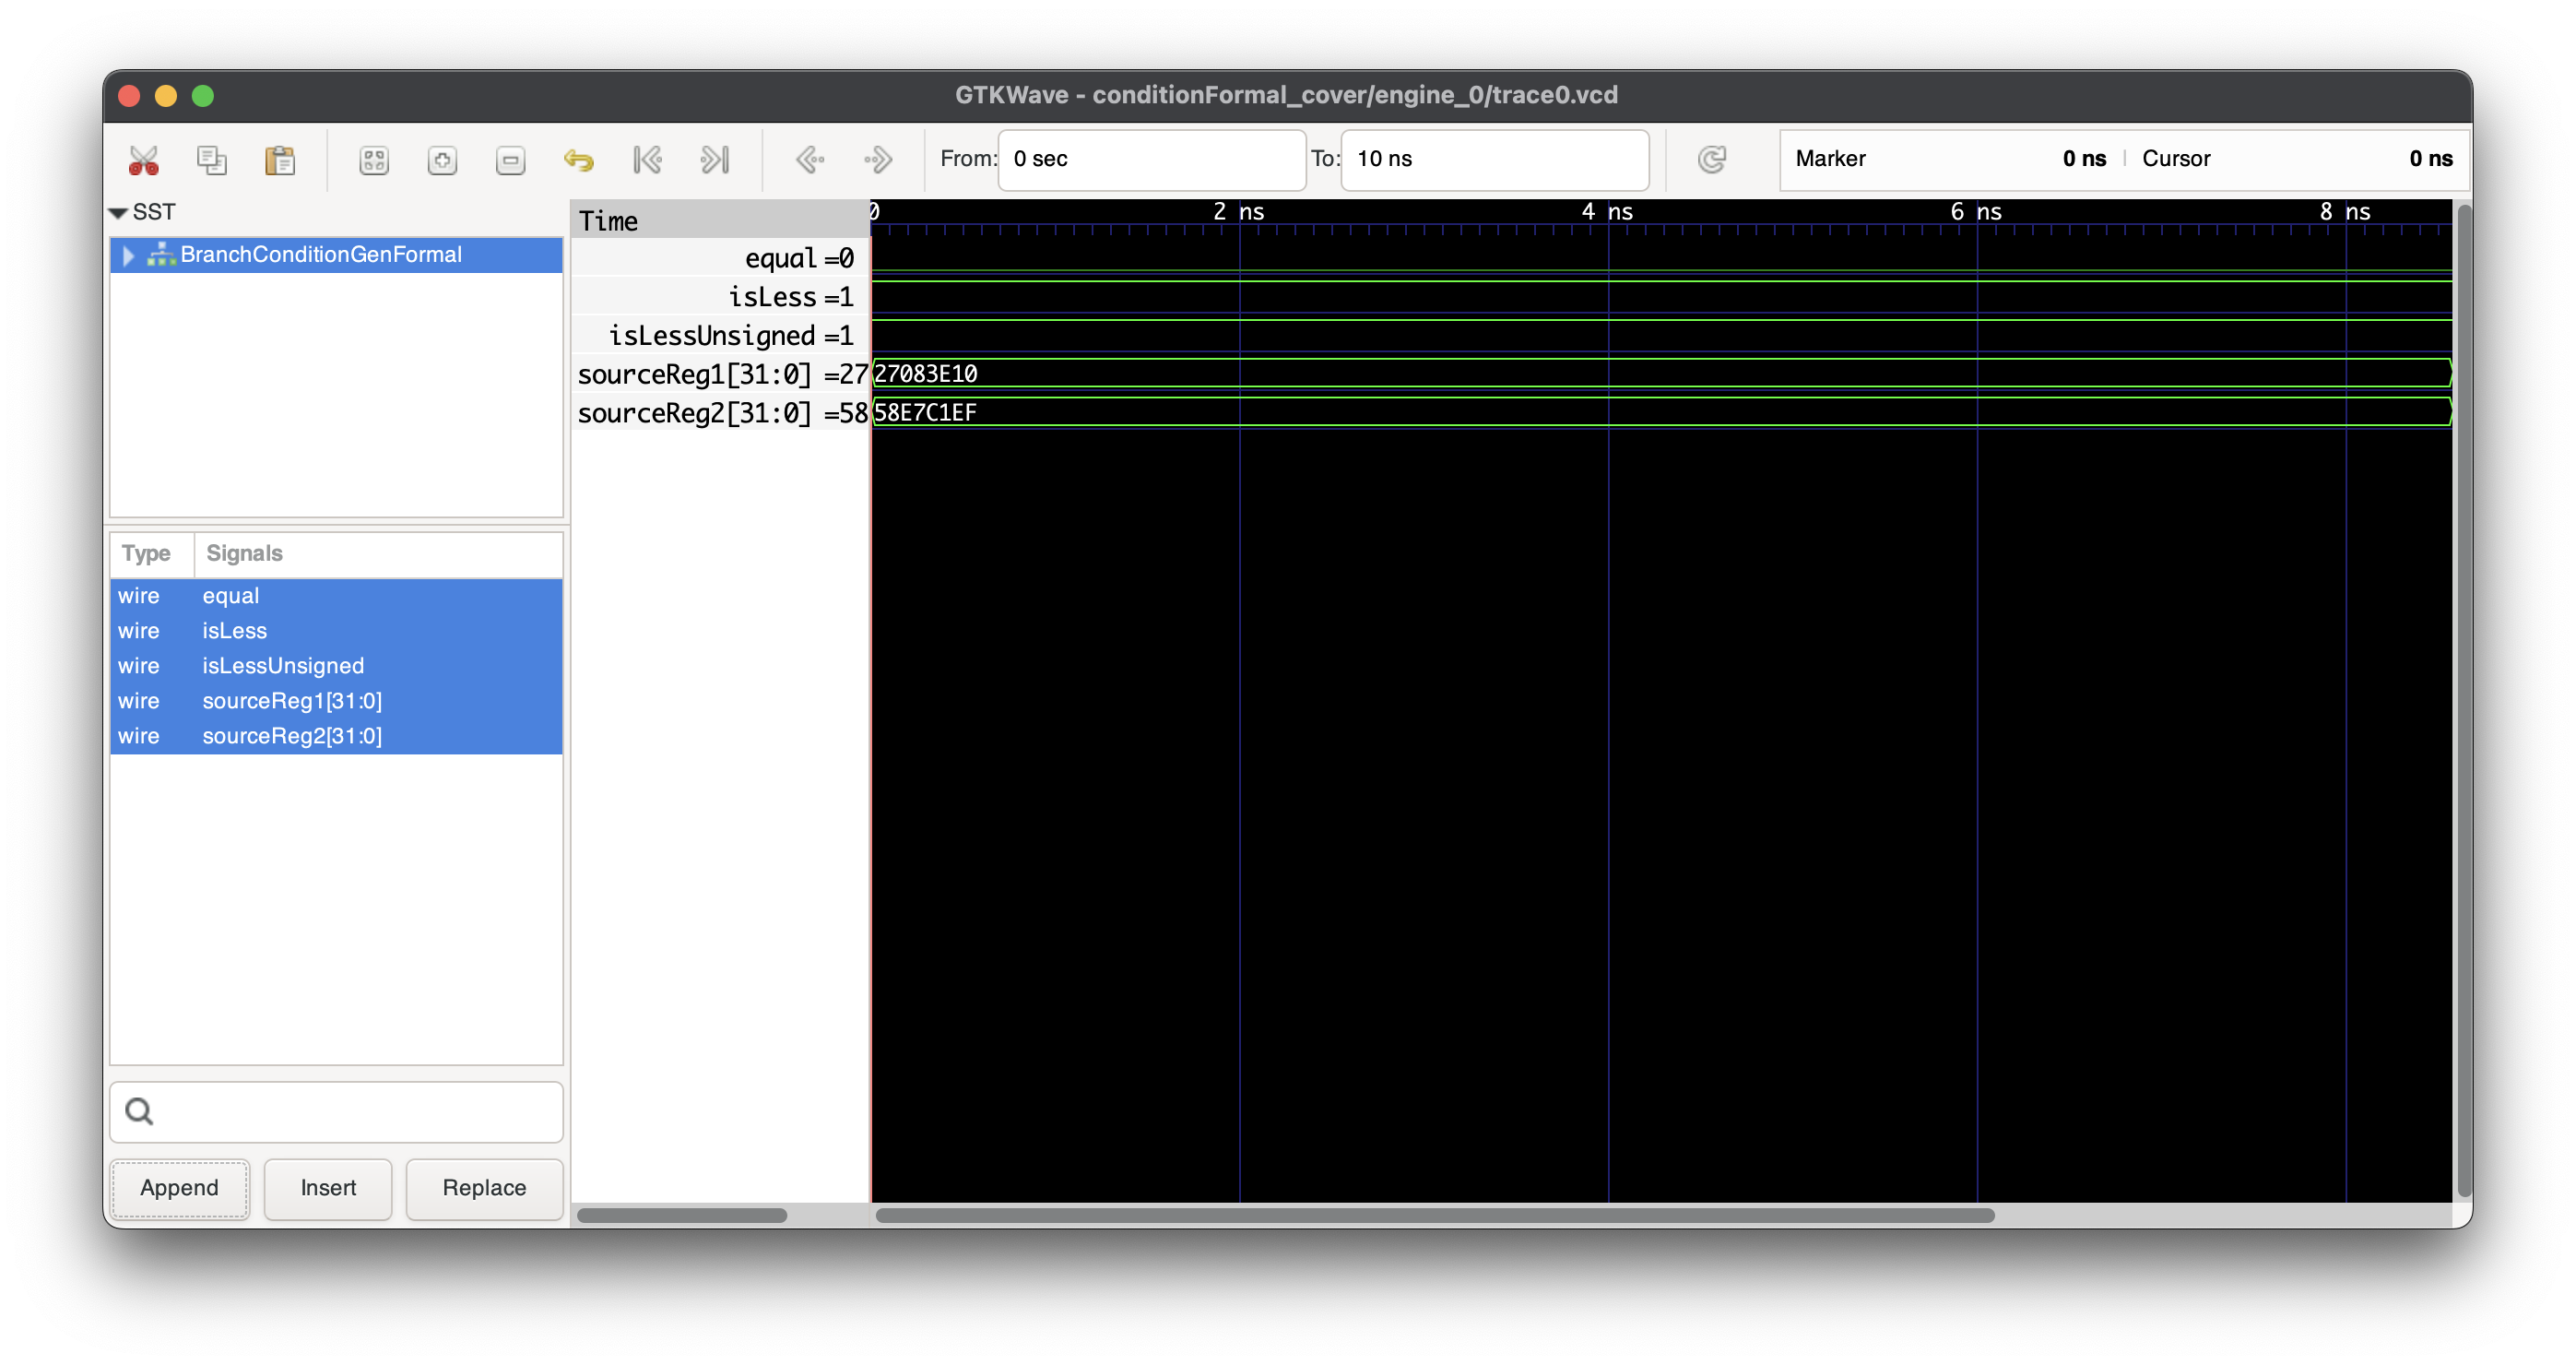 GTKWave - conditionFormal_cover/engine_0/trace0.vcd
From: 0 sec To: 10 ns Marker 0 ns | Cursor 0 ns
SST
BranchConditionGenFormal
Type Signals
wire equal
wire isLess
wire isLessUnsigned
wire sourceReg1[31:0]
wire sourceReg2[31:0]
Append Insert Replace
Time
equal =0
isLess =1
isLessUnsigned =1
sourceReg1[31:0] =27
sourceReg2[31:0] =58
0 2 ns 4 ns 6 ns 8 ns
27083E10
58E7C1EF